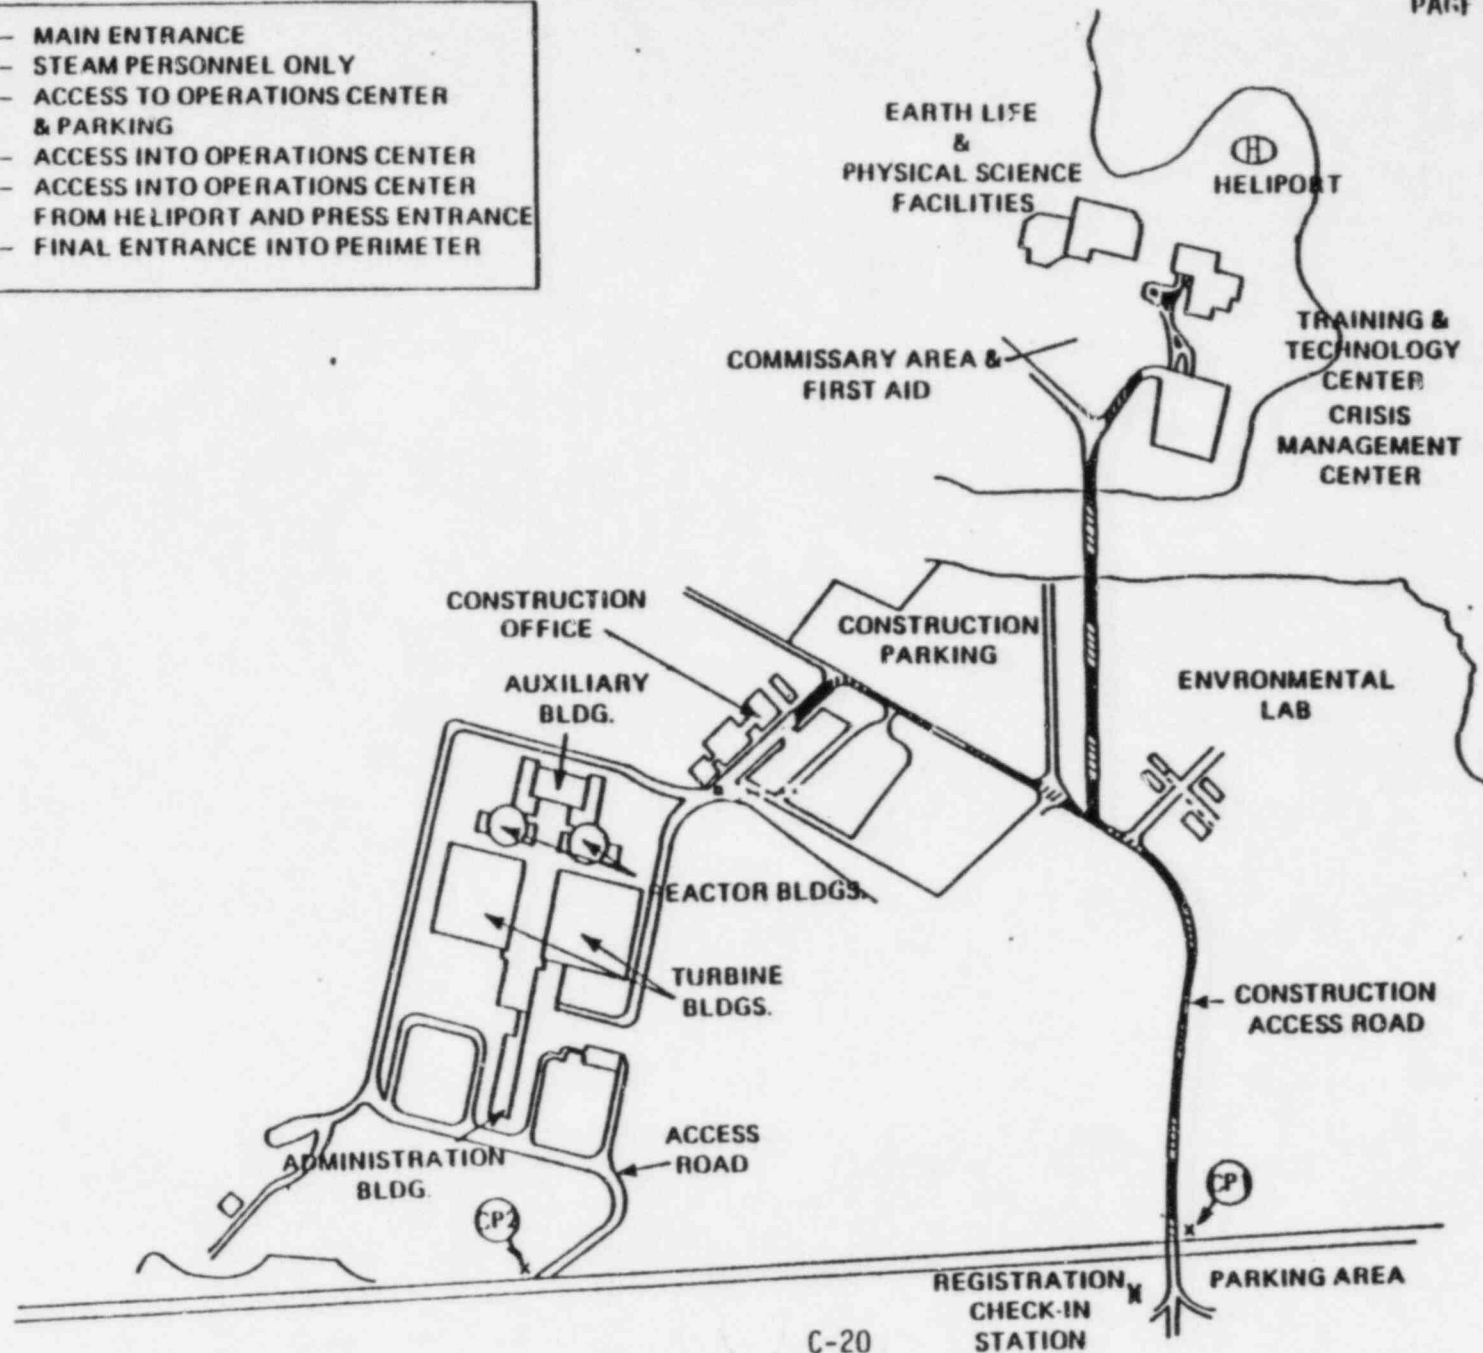 PAGE
– MAIN ENTRANCE
– STEAM PERSONNEL ONLY
– ACCESS TO OPERATIONS CENTER
& PARKING
– ACCESS INTO OPERATIONS CENTER
– ACCESS INTO OPERATIONS CENTER
FROM HELIPORT AND PRESS ENTRANCE
– FINAL ENTRANCE INTO PERIMETER
EARTH LIFE
&
PHYSICAL SCIENCE
FACILITIES
H
HELIPORT
TRAINING &
TECHNOLOGY
CENTER
CRISIS
MANAGEMENT
CENTER
COMMISSARY AREA &
FIRST AID
CONSTRUCTION
OFFICE
CONSTRUCTION
PARKING
AUXILIARY
BLDG.
ENVRONMENTAL
LAB
REACTOR BLDGS.
TURBINE
BLDGS.
CONSTRUCTION
ACCESS ROAD
ACCESS
ROAD
ADMINISTRATION
BLDG.
CP2
CP1
REGISTRATION
CHECK-IN
STATION
PARKING AREA
C-20